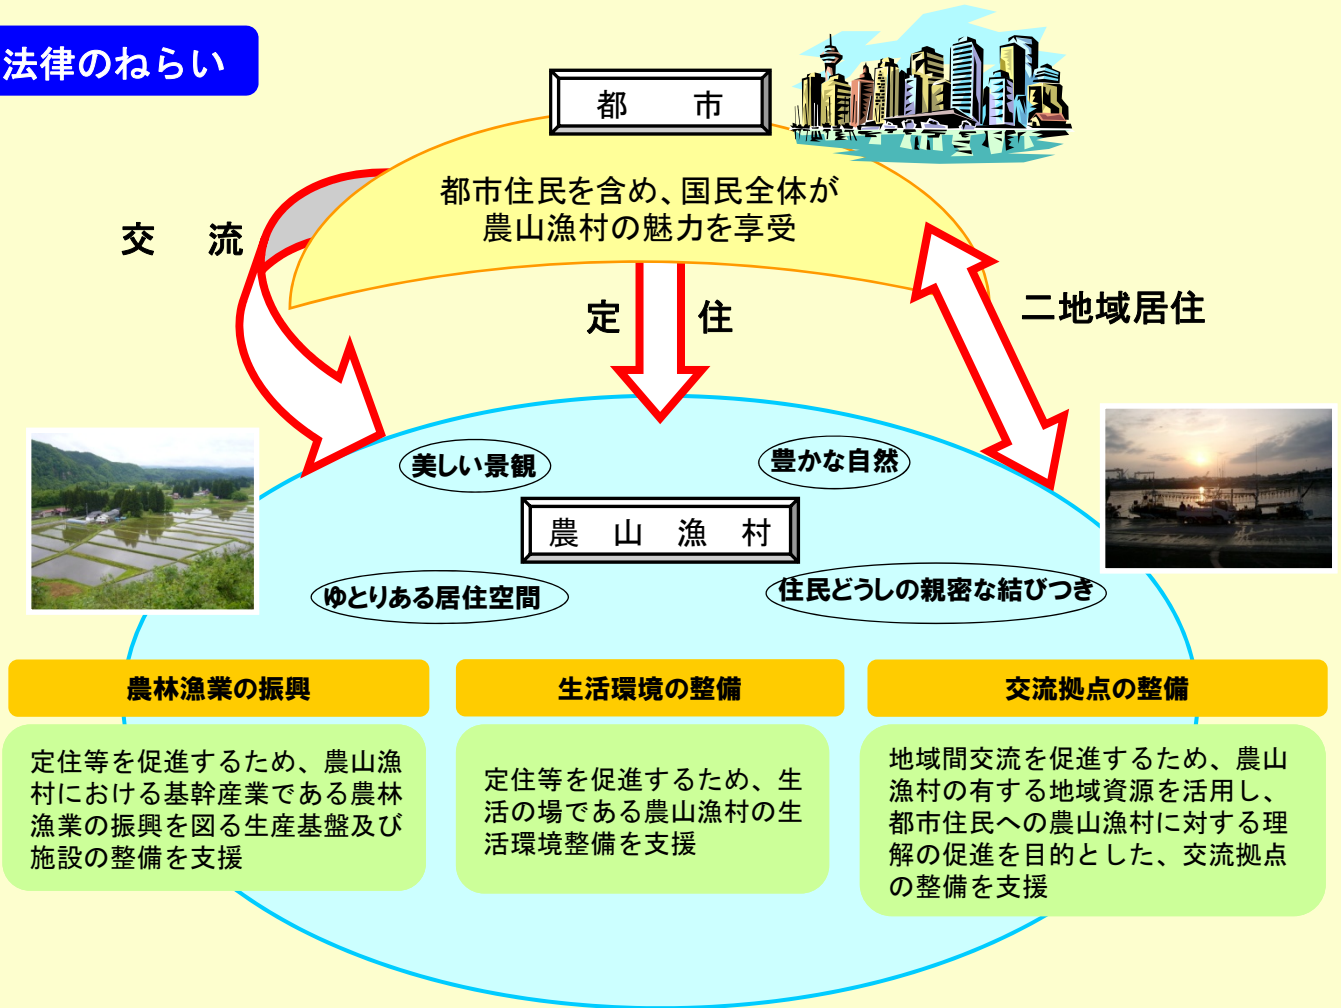 法律のねらい
都　市
都市住民を含め、国民全体が
農山漁村の魅力を享受
交　流
定　住
二地域居住
美しい景観
豊かな自然
農　山　漁　村
ゆとりある居住空間
住民どうしの親密な結びつき
農林漁業の振興
定住等を促進するため、農山漁
村における基幹産業である農林
漁業の振興を図る生産基盤及び
施設の整備を支援
生活環境の整備
定住等を促進するため、生
活の場である農山漁村の生
活環境整備を支援
交流拠点の整備
地域間交流を促進するため、農山
漁村の有する地域資源を活用し、
都市住民への農山漁村に対する理
解の促進を目的とした、交流拠点
の整備を支援